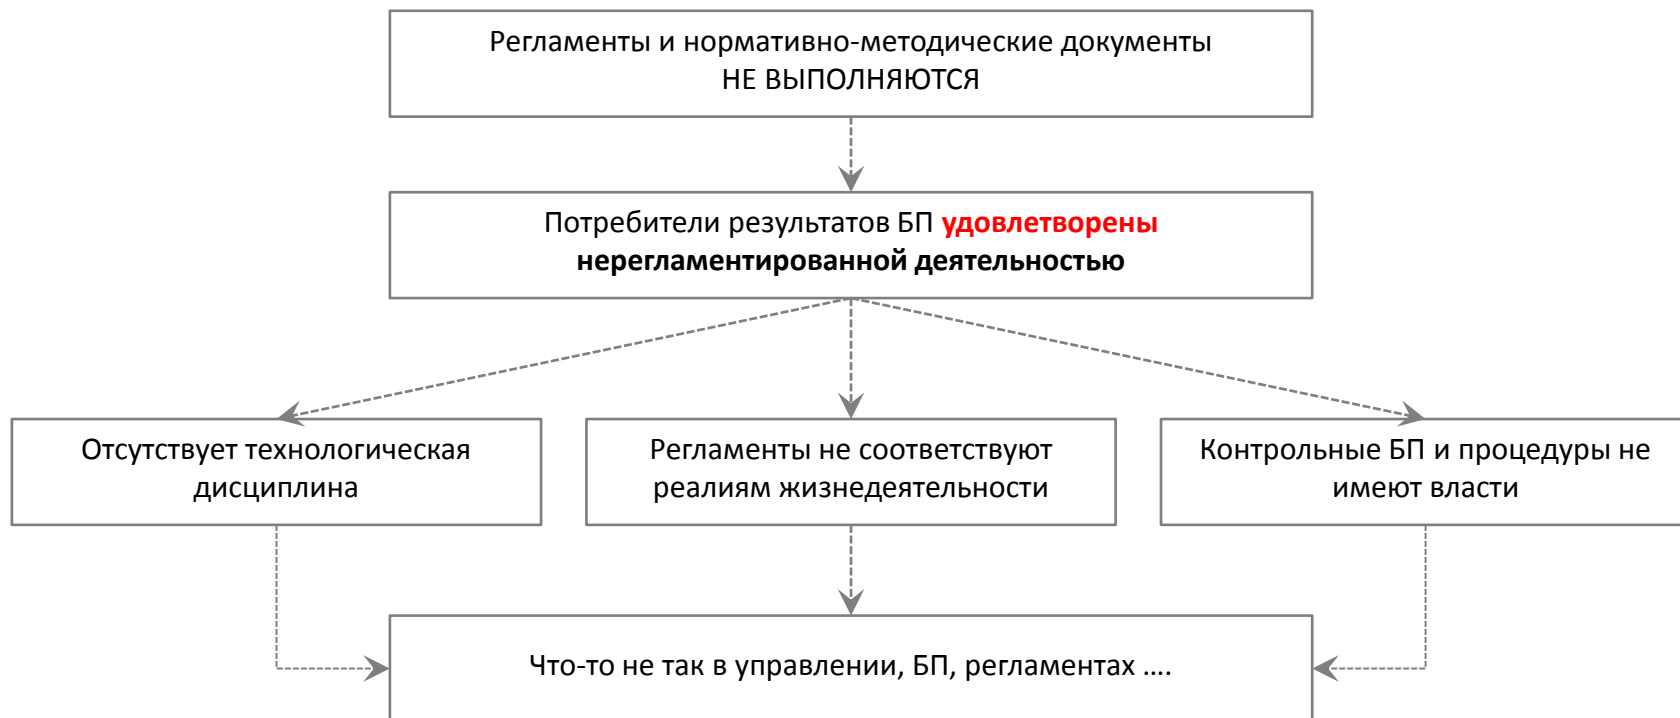 Регламенты и нормативно-методические документы
НЕ ВЫПОЛНЯЮТСЯ
Потребители результатов БП удовлетворены
нерегламентированной деятельностью
Отсутствует технологическая
дисциплина
Регламенты не соответствуют
реалиям жизнедеятельности
Контрольные БП и процедуры не
имеют власти
Что-то не так в управлении, БП, регламентах ….